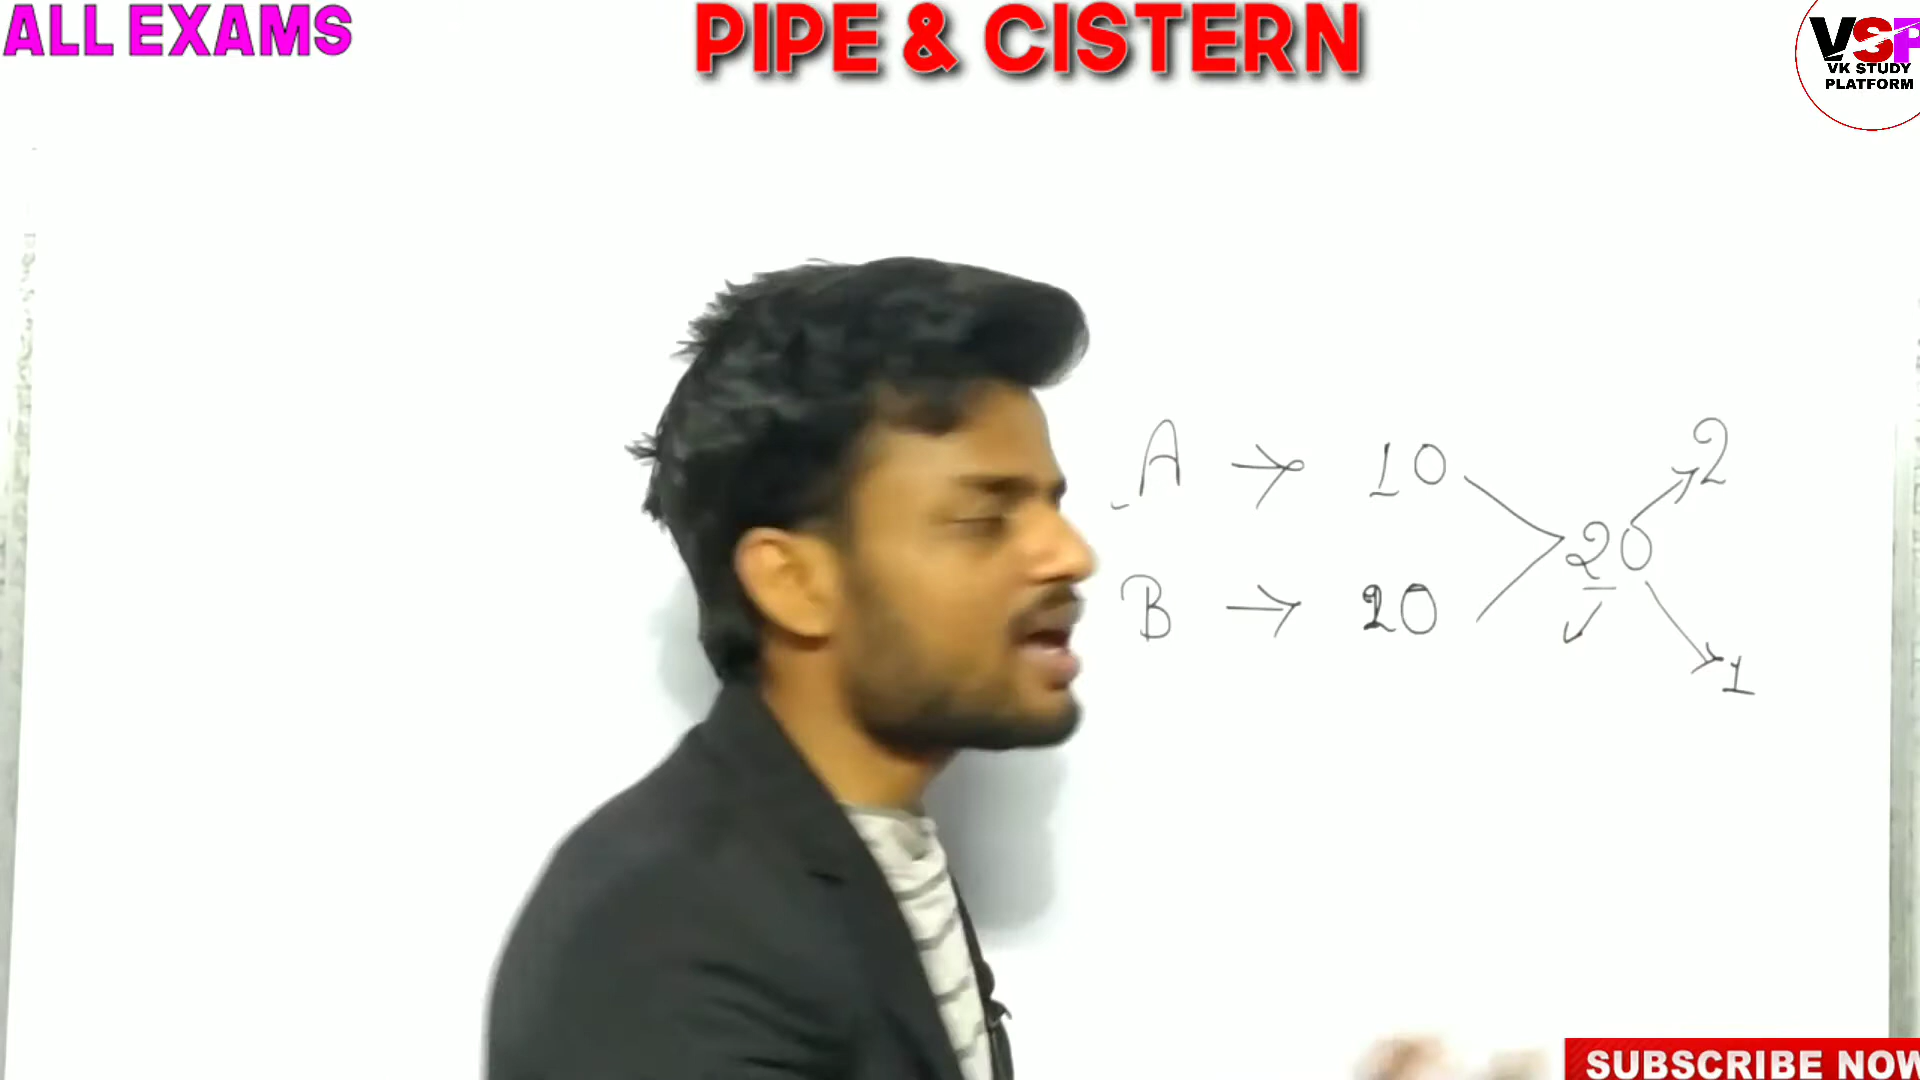 ALL EXAMS
PIPE & CISTERN
VSP
VK STUDY
PLATFORM
A → 10
20
2
B → 20
1
SUBSCRIBE NOW